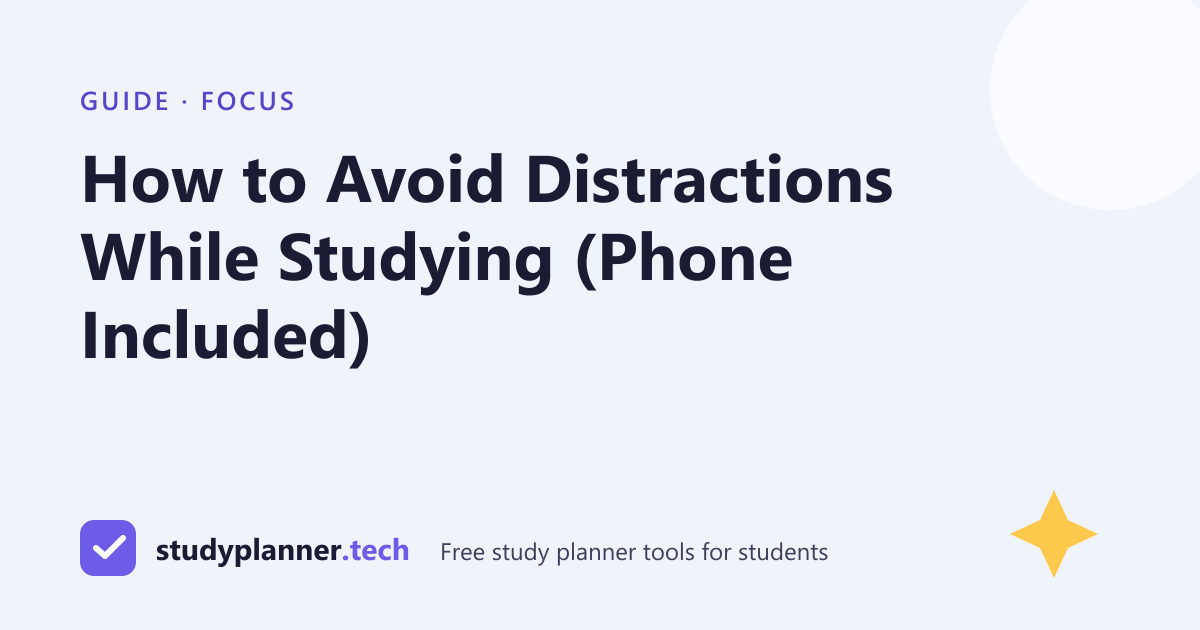 GUIDE · FOCUS
How to Avoid Distractions
While Studying (Phone
Included)
studyplanner.tech Free study planner tools for students